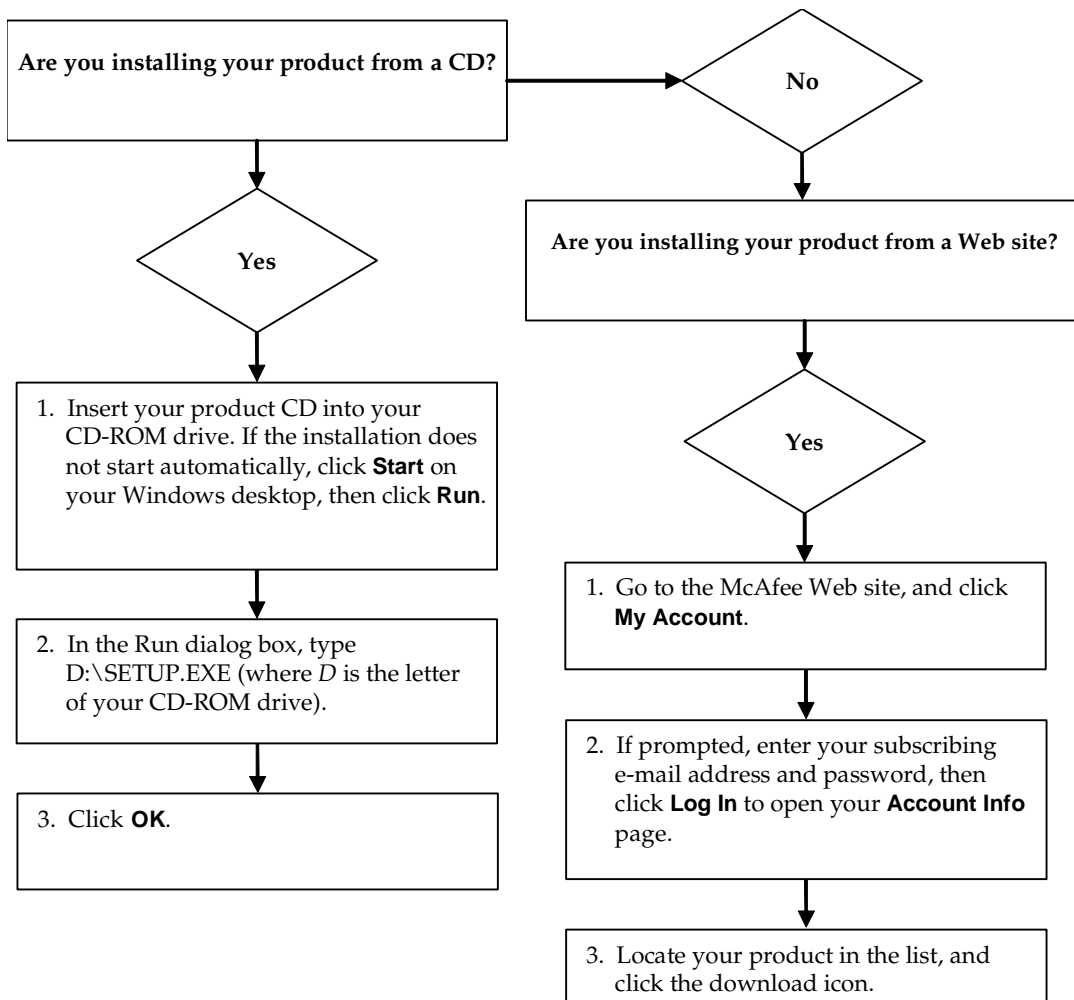 Are you installing your product from a CD?
No
Yes
Are you installing your product from a Web site?
Yes
1. Insert your product CD into your
CD-ROM drive. If the installation does
not start automatically, click Start on
your Windows desktop, then click Run.
2. In the Run dialog box, type
D:\SETUP.EXE (where D is the letter
of your CD-ROM drive).
3. Click OK.
1. Go to the McAfee Web site, and click
My Account.
2. If prompted, enter your subscribing
e-mail address and password, then
click Log In to open your Account Info
page.
3. Locate your product in the list, and
click the download icon.